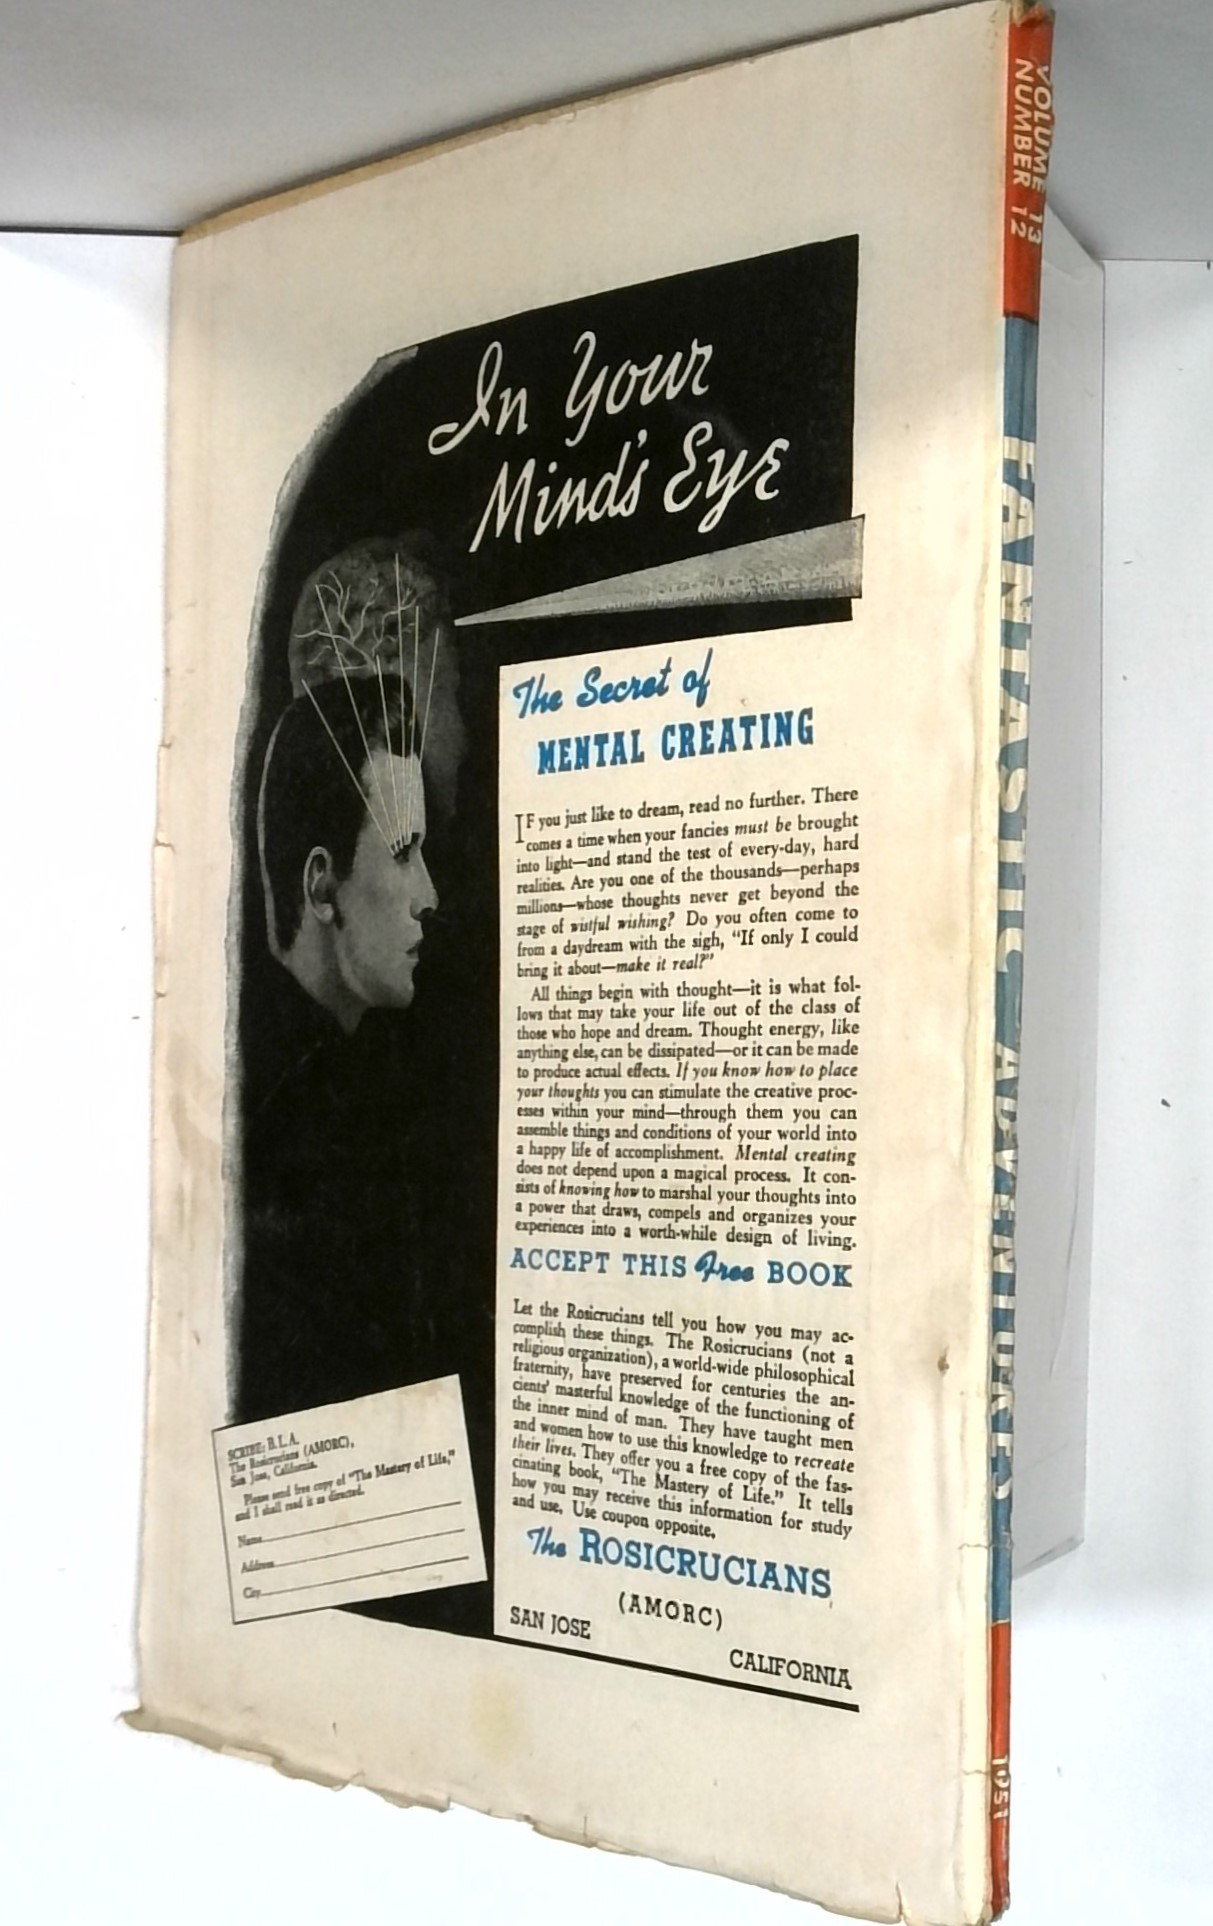 In Your
Mind's Eye
The Secret of
MENTAL CREATING
IF you just like to dream, read no further. There
comes a time when your fancies must be brought
into light—and stand the test of every-day, hard
realities. Are you one of the thousands—perhaps
millions—whose thoughts never get beyond the
stage of wistful wishing? Do you often come to
from a daydream with the sigh, “If only I could
bring it about—make it real?”
All things begin with thought—it is what fol-
lows that may take your life out of the class of
those who hope and dream. Thought energy, like
anything else, can be dissipated—or it can be made
to produce actual effects. If you know how to place
your thoughts you can stimulate the creative proc-
esses within your mind—through them you can
assemble things and conditions of your world into
a happy life of accomplishment. Mental creating
does not depend upon a magical process. It con-
sists of knowing how to marshal your thoughts into
a power that draws, compels and organizes your
experiences into a worth-while design of living.
ACCEPT THIS Free BOOK
Let the Rosicrucians tell you how you may ac-
complish these things. The Rosicrucians (not a
religious organization), a world-wide philosophical
fraternity, have preserved for centuries the an-
cients' masterful knowledge of the functioning of
the inner mind of man. They have taught men
and women how to use this knowledge to recreate
their lives. They offer you a free copy of the fas-
cinating book, “The Mastery of Life.” It tells
how you may receive this information for study
and use. Use coupon opposite.
The ROSICRUCIANS
(AMORC)
SAN JOSE
CALIFORNIA
SCRIBE: B.L.A.
The Rosicrucians (AMORC),
San Jose, California.
Please send free copy of “The Mastery of Life,”
and I shall read it as directed.
Name
Address
City
VOLUME 13
NUMBER 12
FANTASTIC ADVENTURES
1951